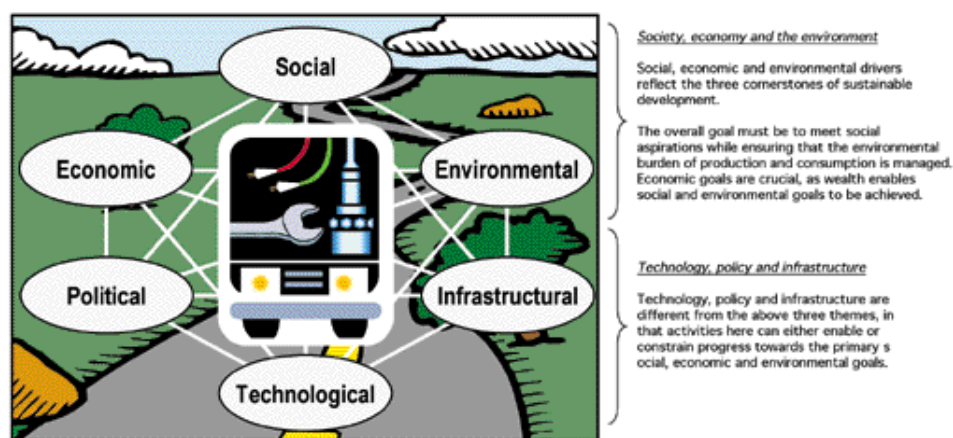 Social
Economic
Environmental
Political
Infrastructural
Technological
Society, economy and the environment
Social, economic and environmental drivers
reflect the three cornerstones of sustainable
development.
The overall goal must be to meet social
aspirations while ensuring that the environmental
burden of production and consumption is managed.
Economic goals are crucial, as wealth enables
social and environmental goals to be achieved.
Technology, policy and infrastructure
Technology, policy and infrastructure are
different from the above three themes, in
that activities here can either enable or
constrain progress towards the primary s
ocial, economic and environmental goals.